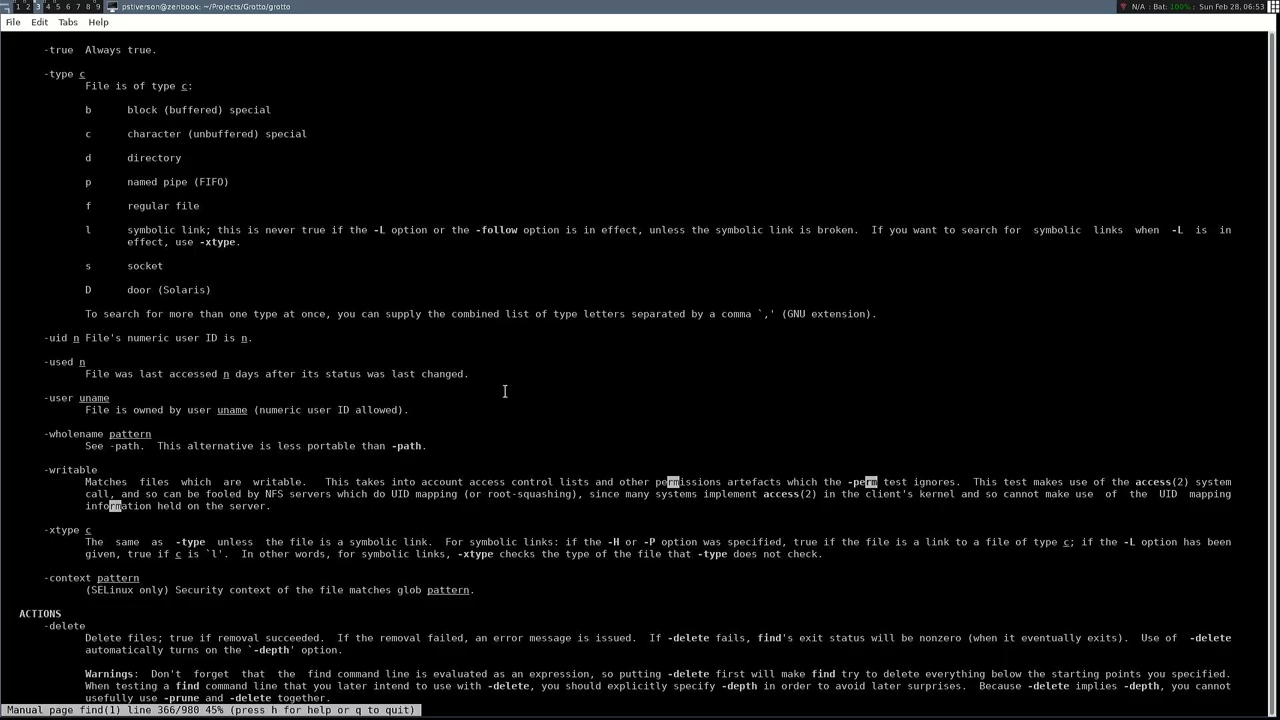 1 2 3 4 5 6 7 8 9 pstiverson@zenbook: ~/Projects/Grotto/grotto N/A : Bat: 100% : Sun Feb 28, 06:53
File Edit Tabs Help
-true Always true.
-type c
File is of type c:
b block (buffered) special
c character (unbuffered) special
d directory
p named pipe (FIFO)
f regular file
l symbolic link; this is never true if the -L option or the -follow option is in effect, unless the symbolic link is broken. If you want to search for symbolic links when -L is in
effect, use -xtype.
s socket
D door (Solaris)
To search for more than one type at once, you can supply the combined list of type letters separated by a comma `,' (GNU extension).
-uid n File's numeric user ID is n.
-used n
File was last accessed n days after its status was last changed.
-user uname
File is owned by user uname (numeric user ID allowed).
-wholename pattern
See -path. This alternative is less portable than -path.
-writable
Matches files which are writable. This takes into account access control lists and other permissions artefacts which the -perm test ignores. This test makes use of the access(2) system
call, and so can be fooled by NFS servers which do UID mapping (or root-squashing), since many systems implement access(2) in the client's kernel and so cannot make use of the UID mapping
information held on the server.
-xtype c
The same as -type unless the file is a symbolic link. For symbolic links: if the -H or -P option was specified, true if the file is a link to a file of type c; if the -L option has been
given, true if c is `l'. In other words, for symbolic links, -xtype checks the type of the file that -type does not check.
-context pattern
(SELinux only) Security context of the file matches glob pattern.
ACTIONS
-delete
Delete files; true if removal succeeded. If the removal failed, an error message is issued. If -delete fails, find's exit status will be nonzero (when it eventually exits). Use of -delete
automatically turns on the `-depth' option.
Warnings: Don't forget that the find command line is evaluated as an expression, so putting -delete first will make find try to delete everything below the starting points you specified.
When testing a find command line that you later intend to use with -delete, you should explicitly specify -depth in order to avoid later surprises. Because -delete implies -depth, you cannot
usefully use -prune and -delete together.
Manual page find(1) line 366/980 45% (press h for help or q to quit)